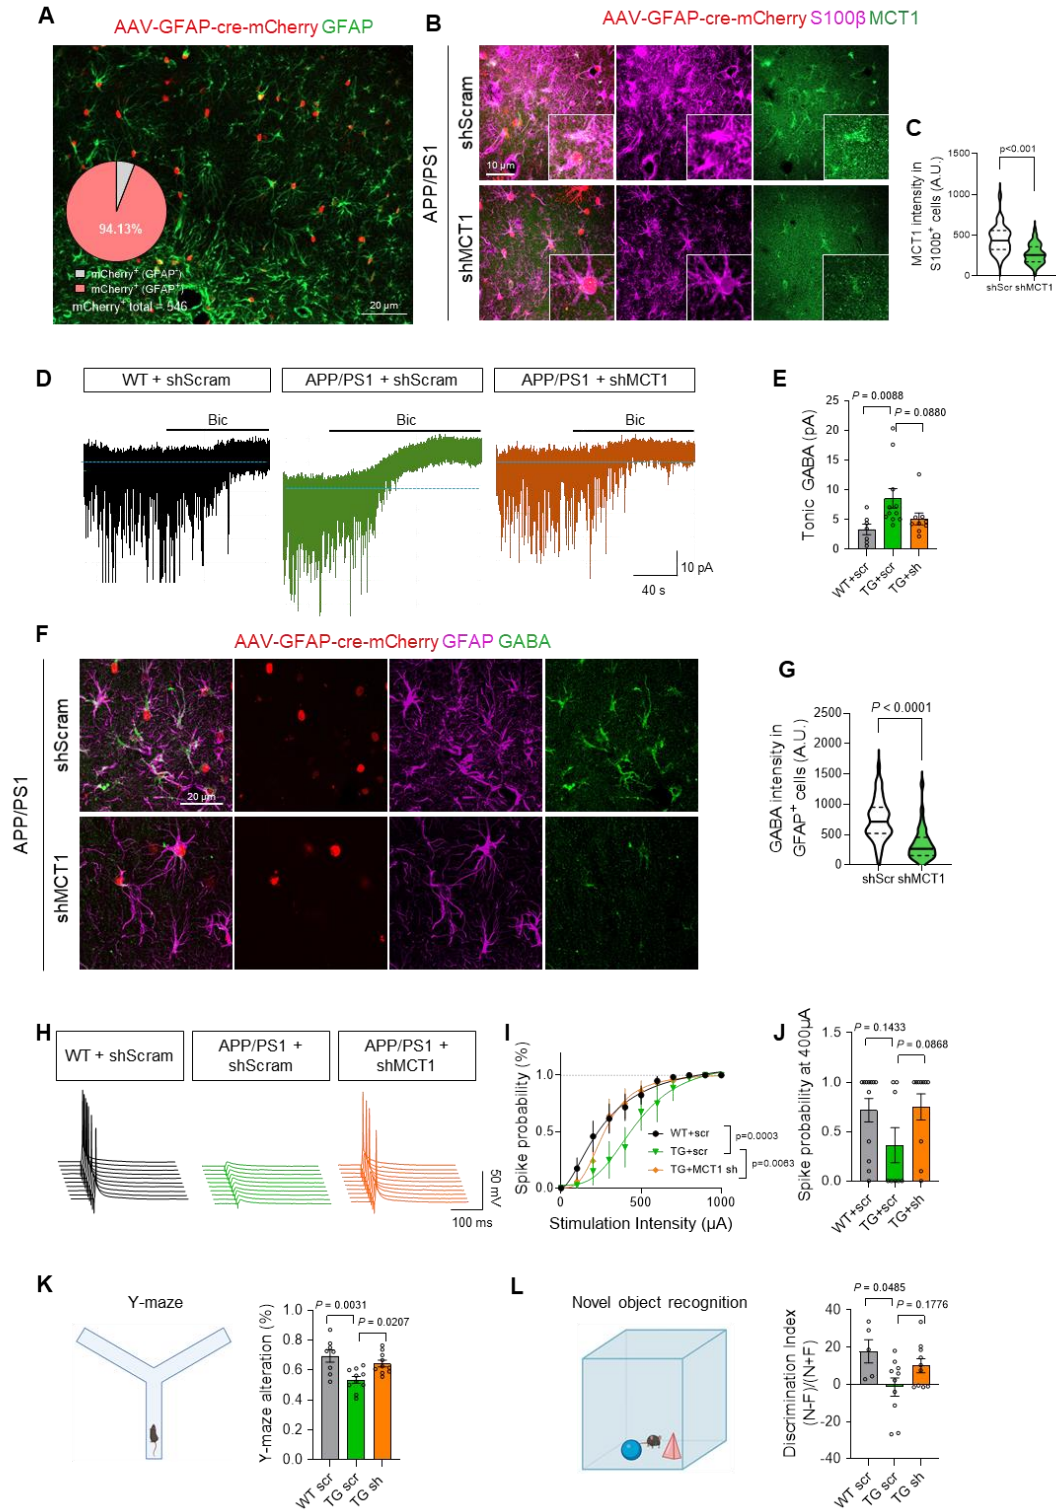 A
AAV-GFAP-cre-mCherry GFAP
94.13%
mCherry⁺ (GFAP⁻)
mCherry⁺ (GFAP⁺)
mCherry⁺ total = 546
20 μm
B
AAV-GFAP-cre-mCherry S100β MCT1
APP/PS1
shScram
10 μm
shMCT1
C
MCT1 intensity in
S100b⁺ cells (A.U.)
1500
1000
500
0
p<0.001
shScr shMCT1
D
WT + shScram
APP/PS1 + shScram
APP/PS1 + shMCT1
Bic
Bic
Bic
10 pA
40 s
E
Tonic GABA (pA)
25
20
15
10
5
0
P = 0.0088
P = 0.0880
WT+scr
TG+scr
TG+sh
F
AAV-GFAP-cre-mCherry GFAP GABA
APP/PS1
shScram
20 μm
shMCT1
G
GABA intensity in
GFAP⁺ cells (A.U.)
2500
2000
1500
1000
500
0
P < 0.0001
shScr shMCT1
H
WT + shScram
APP/PS1 +
shScram
APP/PS1 +
shMCT1
50 mV
100 ms
I
Spike probability (%)
1.0
0.5
0.0
WT+scr
TG+scr
TG+MCT1 sh
p=0.0003
p=0.0063
0
500
1000
Stimulation Intensity (μA)
J
Spike probability at 400μA
1.5
1.0
0.5
0.0
P = 0.1433
P = 0.0868
WT+scr
TG+scr
TG+sh
K
Y-maze
Y-maze alteration (%)
1.0
0.8
0.6
0.4
0.2
0.0
P = 0.0031
P = 0.0207
WT scr
TG scr
TG sh
L
Novel object recognition
Discrimination Index
(N-F)/(N+F)
40
20
0
-20
-40
P = 0.0485
P = 0.1776
WT scr
TG scr
TG sh